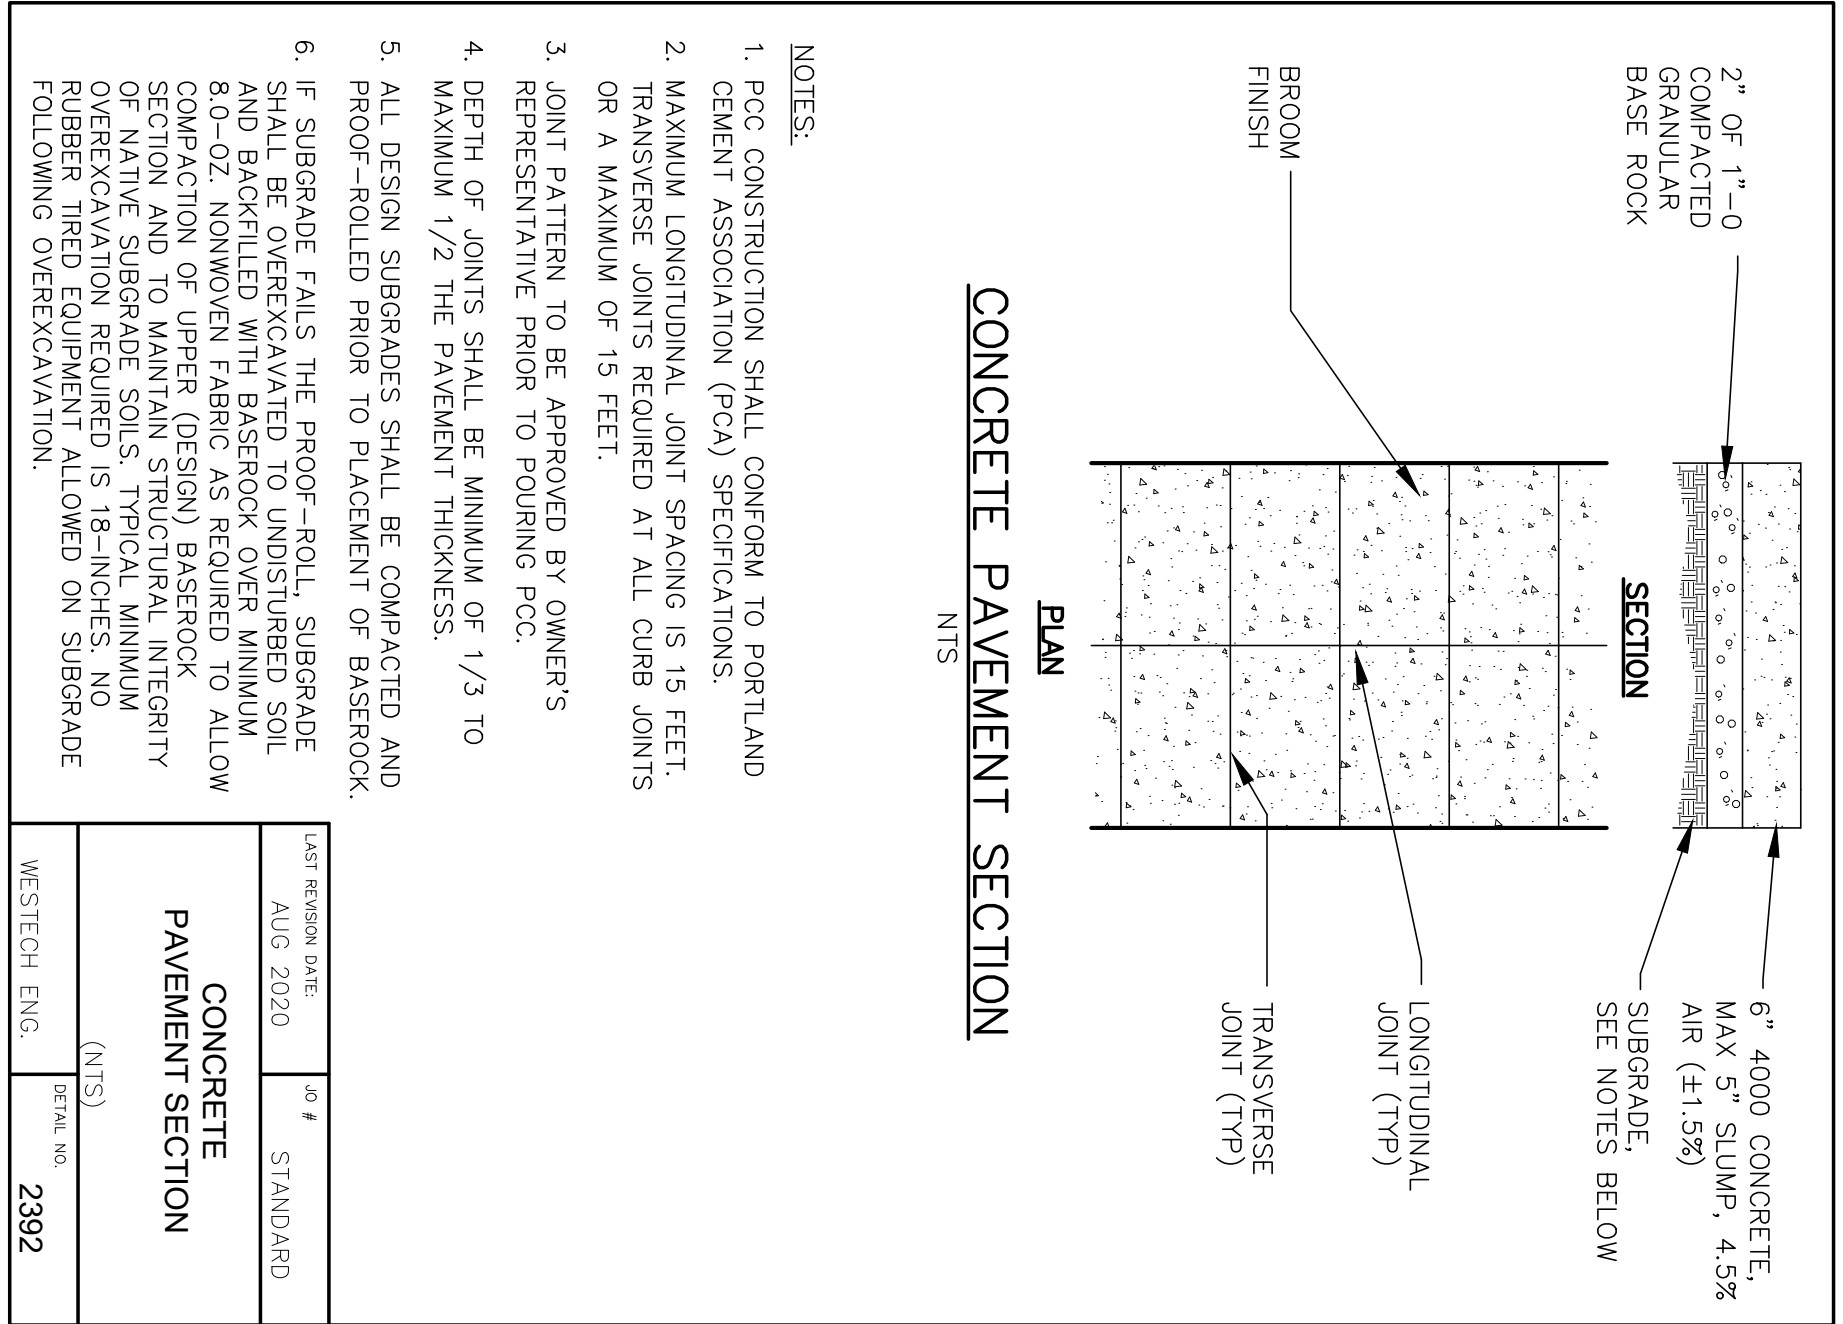 2" OF 1"-0
COMPACTED
GRANULAR
BASE ROCK
6" 4000 CONCRETE,
MAX 5" SLUMP, 4.5%
AIR (±1.5%)
SUBGRADE,
SEE NOTES BELOW
SECTION
BROOM
FINISH
LONGITUDINAL
JOINT (TYP)
TRANSVERSE
JOINT (TYP)
PLAN
CONCRETE PAVEMENT SECTION
NTS
NOTES:
1. PCC CONSTRUCTION SHALL CONFORM TO PORTLAND
CEMENT ASSOCIATION (PCA) SPECIFICATIONS.
2. MAXIMUM LONGITUDINAL JOINT SPACING IS 15 FEET.
TRANSVERSE JOINTS REQUIRED AT ALL CURB JOINTS
OR A MAXIMUM OF 15 FEET.
3. JOINT PATTERN TO BE APPROVED BY OWNER'S
REPRESENTATIVE PRIOR TO POURING PCC.
4. DEPTH OF JOINTS SHALL BE MINIMUM OF 1/3 TO
MAXIMUM 1/2 THE PAVEMENT THICKNESS.
5. ALL DESIGN SUBGRADES SHALL BE COMPACTED AND
PROOF-ROLLED PRIOR TO PLACEMENT OF BASEROCK.
6. IF SUBGRADE FAILS THE PROOF-ROLL, SUBGRADE
SHALL BE OVEREXCAVATED TO UNDISTURBED SOIL
AND BACKFILLED WITH BASEROCK OVER MINIMUM
8.0-OZ. NONWOVEN FABRIC AS REQUIRED TO ALLOW
COMPACTION OF UPPER (DESIGN) BASEROCK
SECTION AND TO MAINTAIN STRUCTURAL INTEGRITY
OF NATIVE SUBGRADE SOILS. TYPICAL MINIMUM
OVEREXCAVATION REQUIRED IS 18-INCHES. NO
RUBBER TIRED EQUIPMENT ALLOWED ON SUBGRADE
FOLLOWING OVEREXCAVATION.
LAST REVISION DATE:
AUG 2020
JO #
STANDARD
CONCRETE
PAVEMENT SECTION
(NTS)
WESTECH ENG.
DETAIL NO.
2392